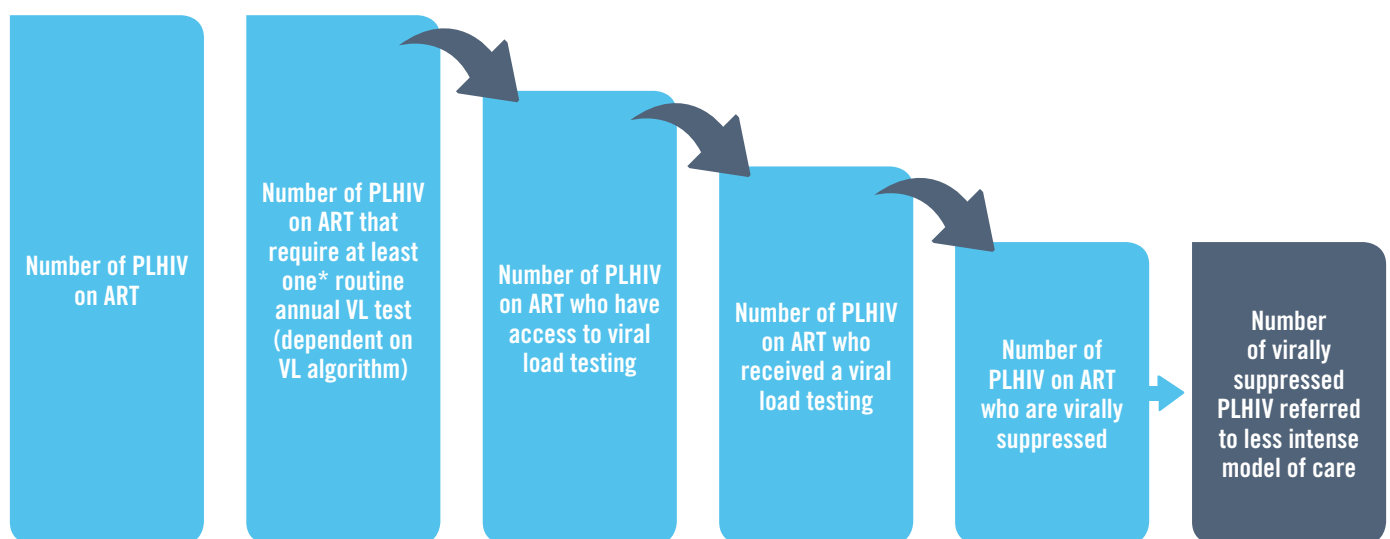 Number of PLHIV
on ART
Number of PLHIV
on ART that
require at least
one* routine
annual VL test
(dependent on
VL algorithm)
Number of PLHIV
on ART who have
access to viral
load testing
Number of PLHIV
on ART who
received a viral
load testing
Number of
PLHIV on ART
who are virally
suppressed
Number
of virally
suppressed
PLHIV referred
to less intense
model of care